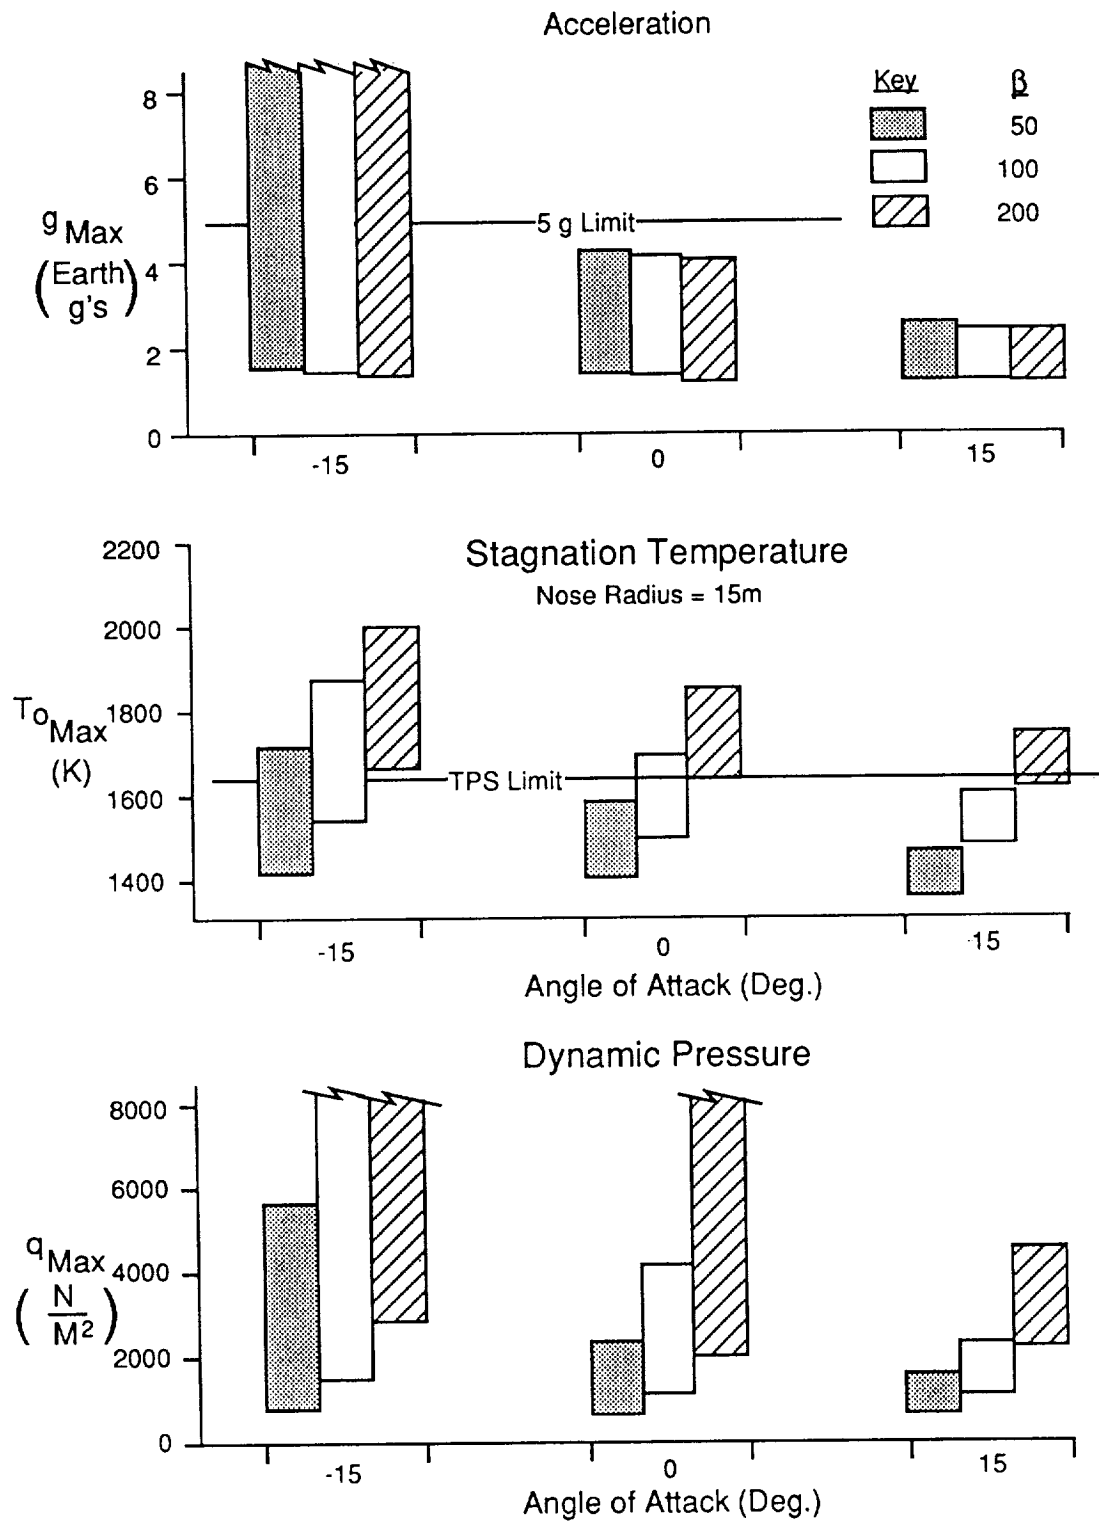 Acceleration
Key β
50
100
200
8
6
4
2
0
g Max
(Earth g's)
5 g Limit
-15 0 15
Stagnation Temperature
Nose Radius = 15m
2200
2000
1800
1600
1400
To Max
(K)
TPS Limit
-15 0 15
Angle of Attack (Deg.)
Dynamic Pressure
8000
6000
4000
2000
0
q Max
(N/M²)
-15 0 15
Angle of Attack (Deg.)